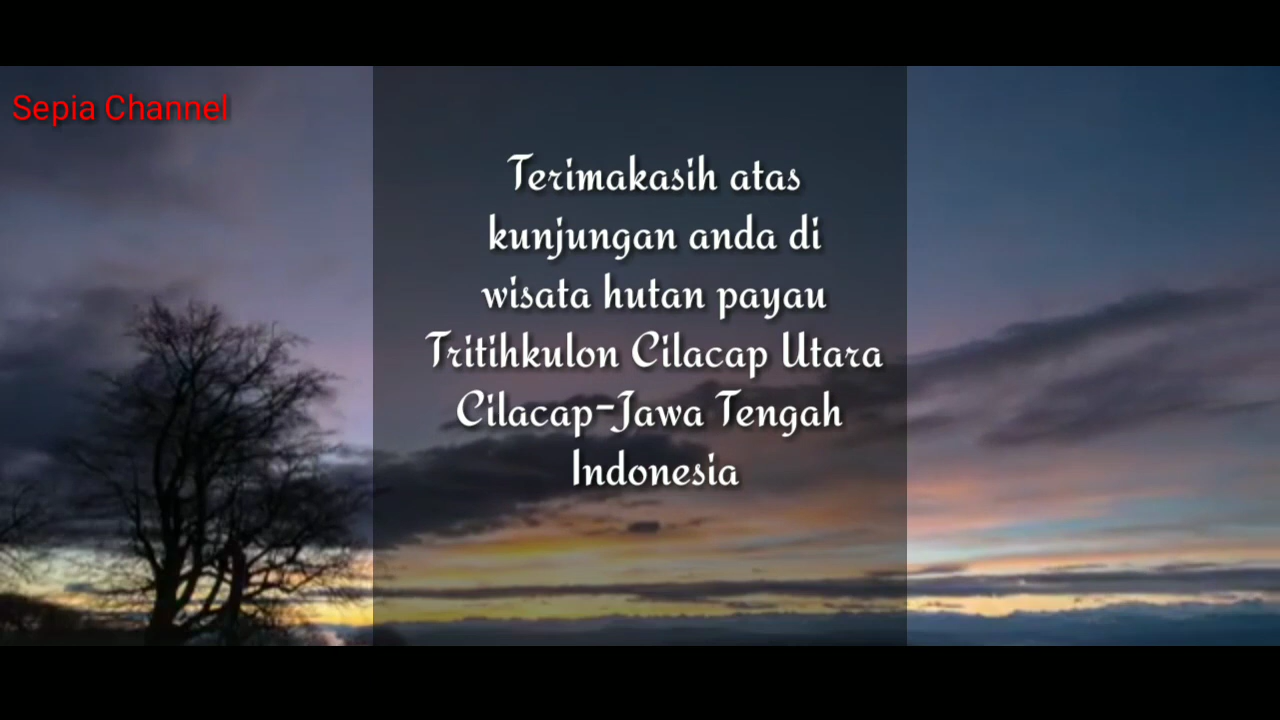 Sepia Channel
Terimakasih atas
kunjungan anda di
wisata hutan payau
Tritihkulon Cilacap Utara
Cilacap-Jawa Tengah
Indonesia